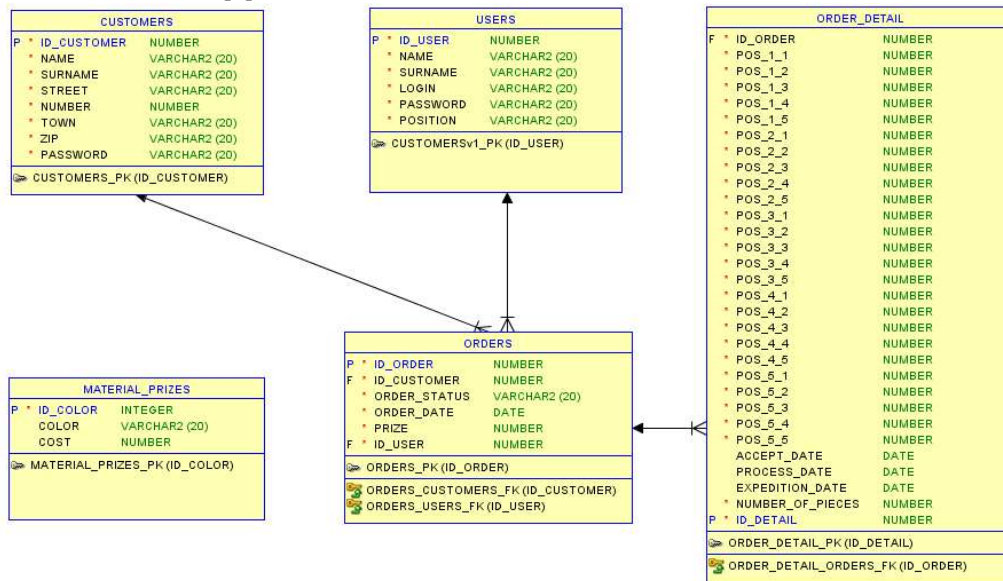 CUSTOMERS
P * ID_CUSTOMER NUMBER
* NAME VARCHAR2 (20)
* SURNAME VARCHAR2 (20)
* STREET VARCHAR2 (20)
* NUMBER NUMBER
* TOWN VARCHAR2 (20)
* ZIP VARCHAR2 (20)
* PASSWORD VARCHAR2 (20)
CUSTOMERS_PK (ID_CUSTOMER)
USERS
P * ID_USER NUMBER
* NAME VARCHAR2 (20)
* SURNAME VARCHAR2 (20)
* LOGIN VARCHAR2 (20)
* PASSWORD VARCHAR2 (20)
* POSITION VARCHAR2 (20)
CUSTOMERSv1_PK (ID_USER)
ORDER_DETAIL
F * ID_ORDER NUMBER
* POS_1_1 NUMBER
* POS_1_2 NUMBER
* POS_1_3 NUMBER
* POS_1_4 NUMBER
* POS_1_5 NUMBER
* POS_2_1 NUMBER
* POS_2_2 NUMBER
* POS_2_3 NUMBER
* POS_2_4 NUMBER
* POS_2_5 NUMBER
* POS_3_1 NUMBER
* POS_3_2 NUMBER
* POS_3_3 NUMBER
* POS_3_4 NUMBER
* POS_3_5 NUMBER
* POS_4_1 NUMBER
* POS_4_2 NUMBER
* POS_4_3 NUMBER
* POS_4_4 NUMBER
* POS_4_5 NUMBER
* POS_5_1 NUMBER
* POS_5_2 NUMBER
* POS_5_3 NUMBER
* POS_5_4 NUMBER
* POS_5_5 NUMBER
ACCEPT_DATE DATE
PROCESS_DATE DATE
EXPEDITION_DATE DATE
* NUMBER_OF_PIECES NUMBER
P * ID_DETAIL NUMBER
ORDER_DETAIL_PK (ID_DETAIL)
ORDER_DETAIL_ORDERS_FK (ID_ORDER)
MATERIAL_PRIZES
P * ID_COLOR INTEGER
COLOR VARCHAR2 (20)
COST NUMBER
MATERIAL_PRIZES_PK (ID_COLOR)
ORDERS
P * ID_ORDER NUMBER
F * ID_CUSTOMER NUMBER
* ORDER_STATUS VARCHAR2 (20)
* ORDER_DATE DATE
* PRIZE NUMBER
F * ID_USER NUMBER
ORDERS_PK (ID_ORDER)
ORDERS_CUSTOMERS_FK (ID_CUSTOMER)
ORDERS_USERS_FK (ID_USER)